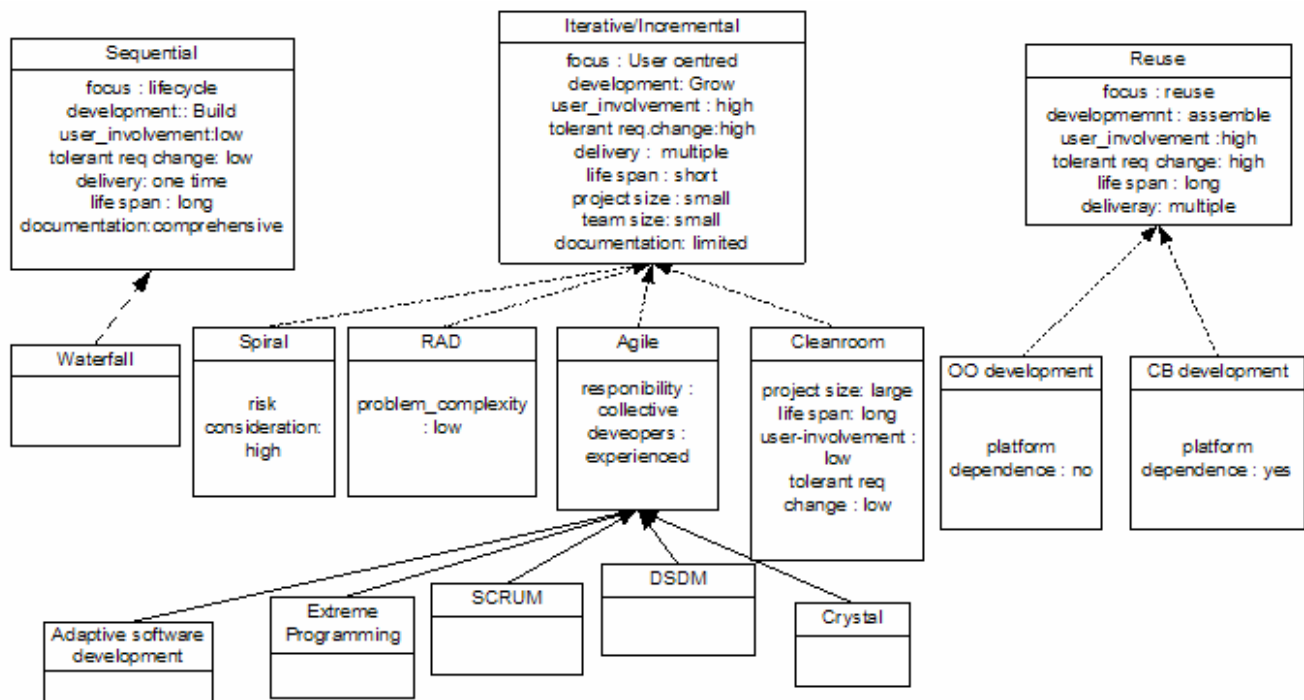 Sequential
focus : lifecycle
development:: Build
user_involvement:low
tolerant req change: low
delivery: one time
life span : long
documentation:comprehensive
Iterative/Incremental
focus : User centred
development: Grow
user_involvement : high
tolerant req.change:high
delivery : multiple
life span : short
project size : small
team size: small
documentation: limited
Reuse
focus : reuse
developmemnt : assemble
user_involvement :high
tolerant req change: high
life span : long
deliveray: multiple
Waterfall
Spiral
risk
consideration:
high
RAD
problem_complexity
: low
Agile
responibility :
collective
deveopers :
experienced
Cleanroom
project size: large
life span: long
user-involvement :
low
tolerant req
change : low
OO development
platform
dependence : no
CB development
platform
dependence : yes
Adaptive software
development
Extreme
Programming
SCRUM
DSDM
Crystal